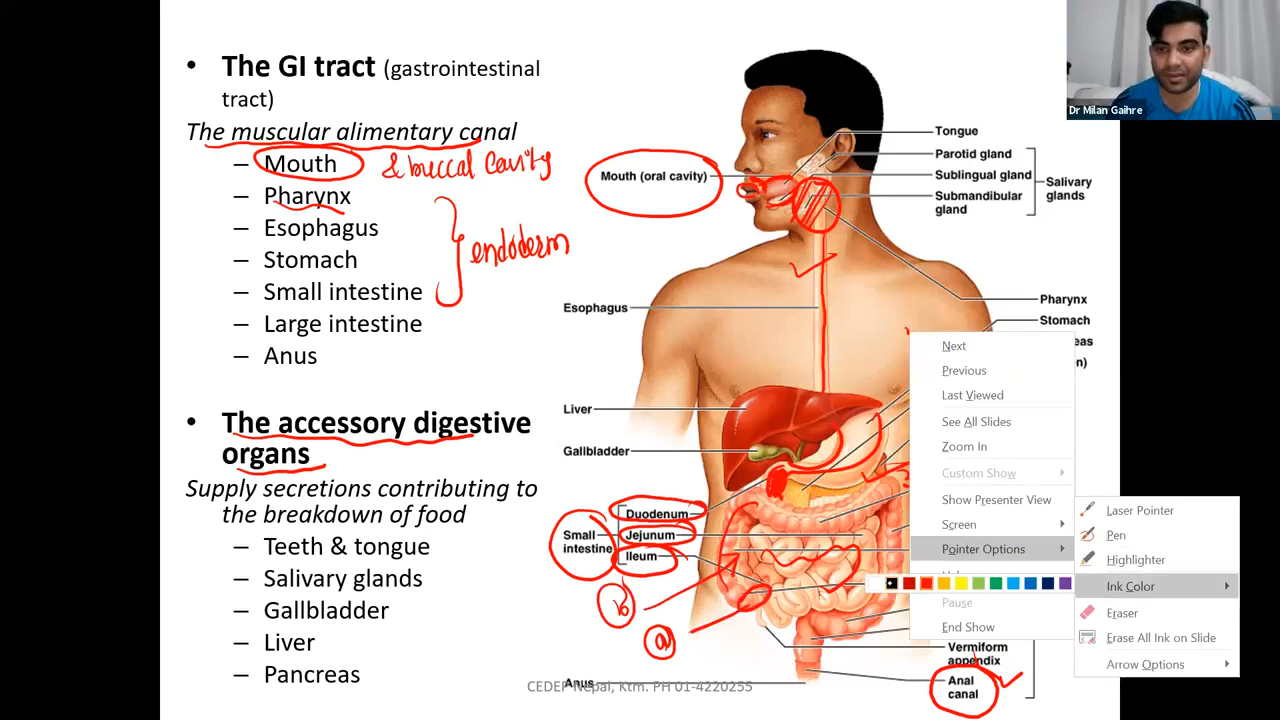 • The GI tract (gastrointestinal
tract)
The muscular alimentary canal
– Mouth & buccal cavity
– Pharynx
– Esophagus
– Stomach
– Small intestine
– Large intestine
– Anus
endoderm
• The accessory digestive
organs
Supply secretions contributing to
the breakdown of food
– Teeth & tongue
– Salivary glands
– Gallbladder
– Liver
– Pancreas
Mouth (oral cavity)
Tongue
Parotid gland
Sublingual gland
Submandibular
gland
Salivary
glands
Esophagus
Pharynx
Stomach
Liver
Gallbladder
Small
intestine
Duodenum
Jejunum
Ileum
b
a
Anus
Vermiform
appendix
Anal
canal
CEDEP Nepal, Ktm. PH 01-4220255
Dr Milan Gaihre
Next
Previous
Last Viewed
See All Slides
Zoom In
Custom Show
Show Presenter View
Screen
Pointer Options
Pause
End Show
Laser Pointer
Pen
Highlighter
Ink Color
Eraser
Erase All Ink on Slide
Arrow Options